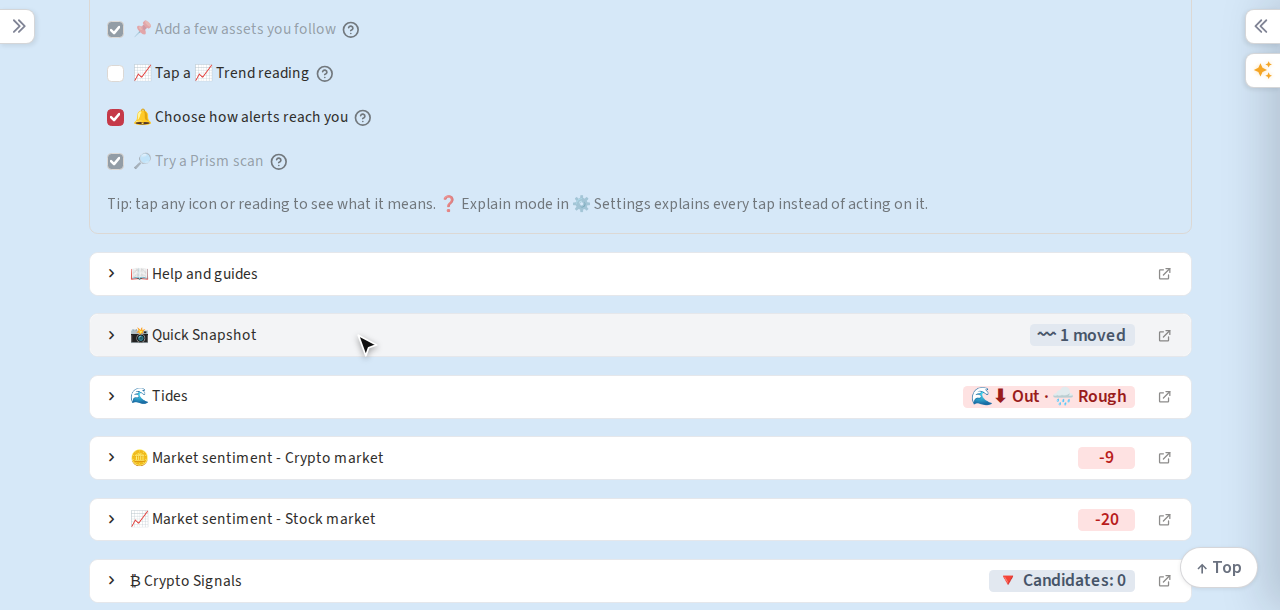 📌 Add a few assets you follow
📈 Tap a 📈 Trend reading
🔔 Choose how alerts reach you
🔎 Try a Prism scan
Tip: tap any icon or reading to see what it means. ❓ Explain mode in ⚙️ Settings explains every tap instead of acting on it.
📖 Help and guides
📸 Quick Snapshot 〰️ 1 moved
🌊 Tides 🌊⬇ Out · 🌧️ Rough
🪙 Market sentiment - Crypto market -9
📈 Market sentiment - Stock market -20
₿ Crypto Signals 🔻 Candidates: 0
↑ Top